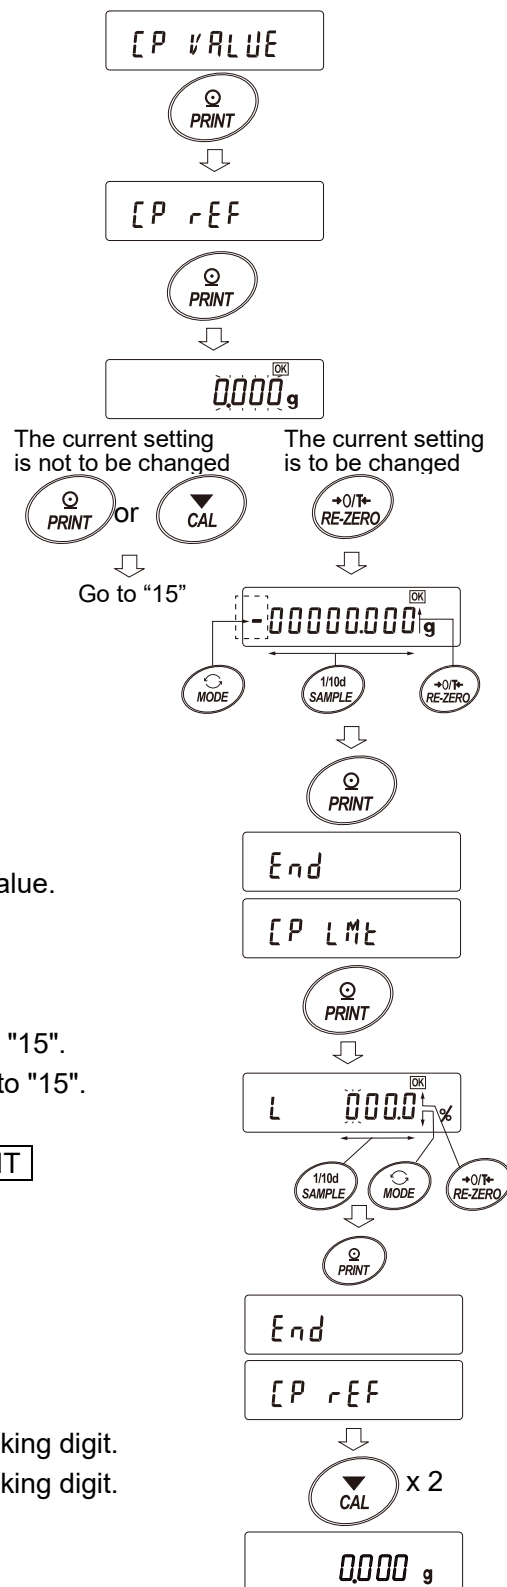 CP VALUE
PRINT
CP rEF
PRINT
OK
0.000 g
The current setting
is not to be changed
The current setting
is to be changed
PRINT or CAL
→0/T←
RE-ZERO
Go to “15”
OK
-00000.000 g
MODE
1/10d
SAMPLE
→0/T←
RE-ZERO
PRINT
End
alue.
CP LMt
PRINT
"15".
to "15".
OK
L 000.0 %
IT
1/10d
SAMPLE
MODE
→0/T←
RE-ZERO
PRINT
End
CP rEF
king digit.
king digit.
CAL x 2
0.000 g